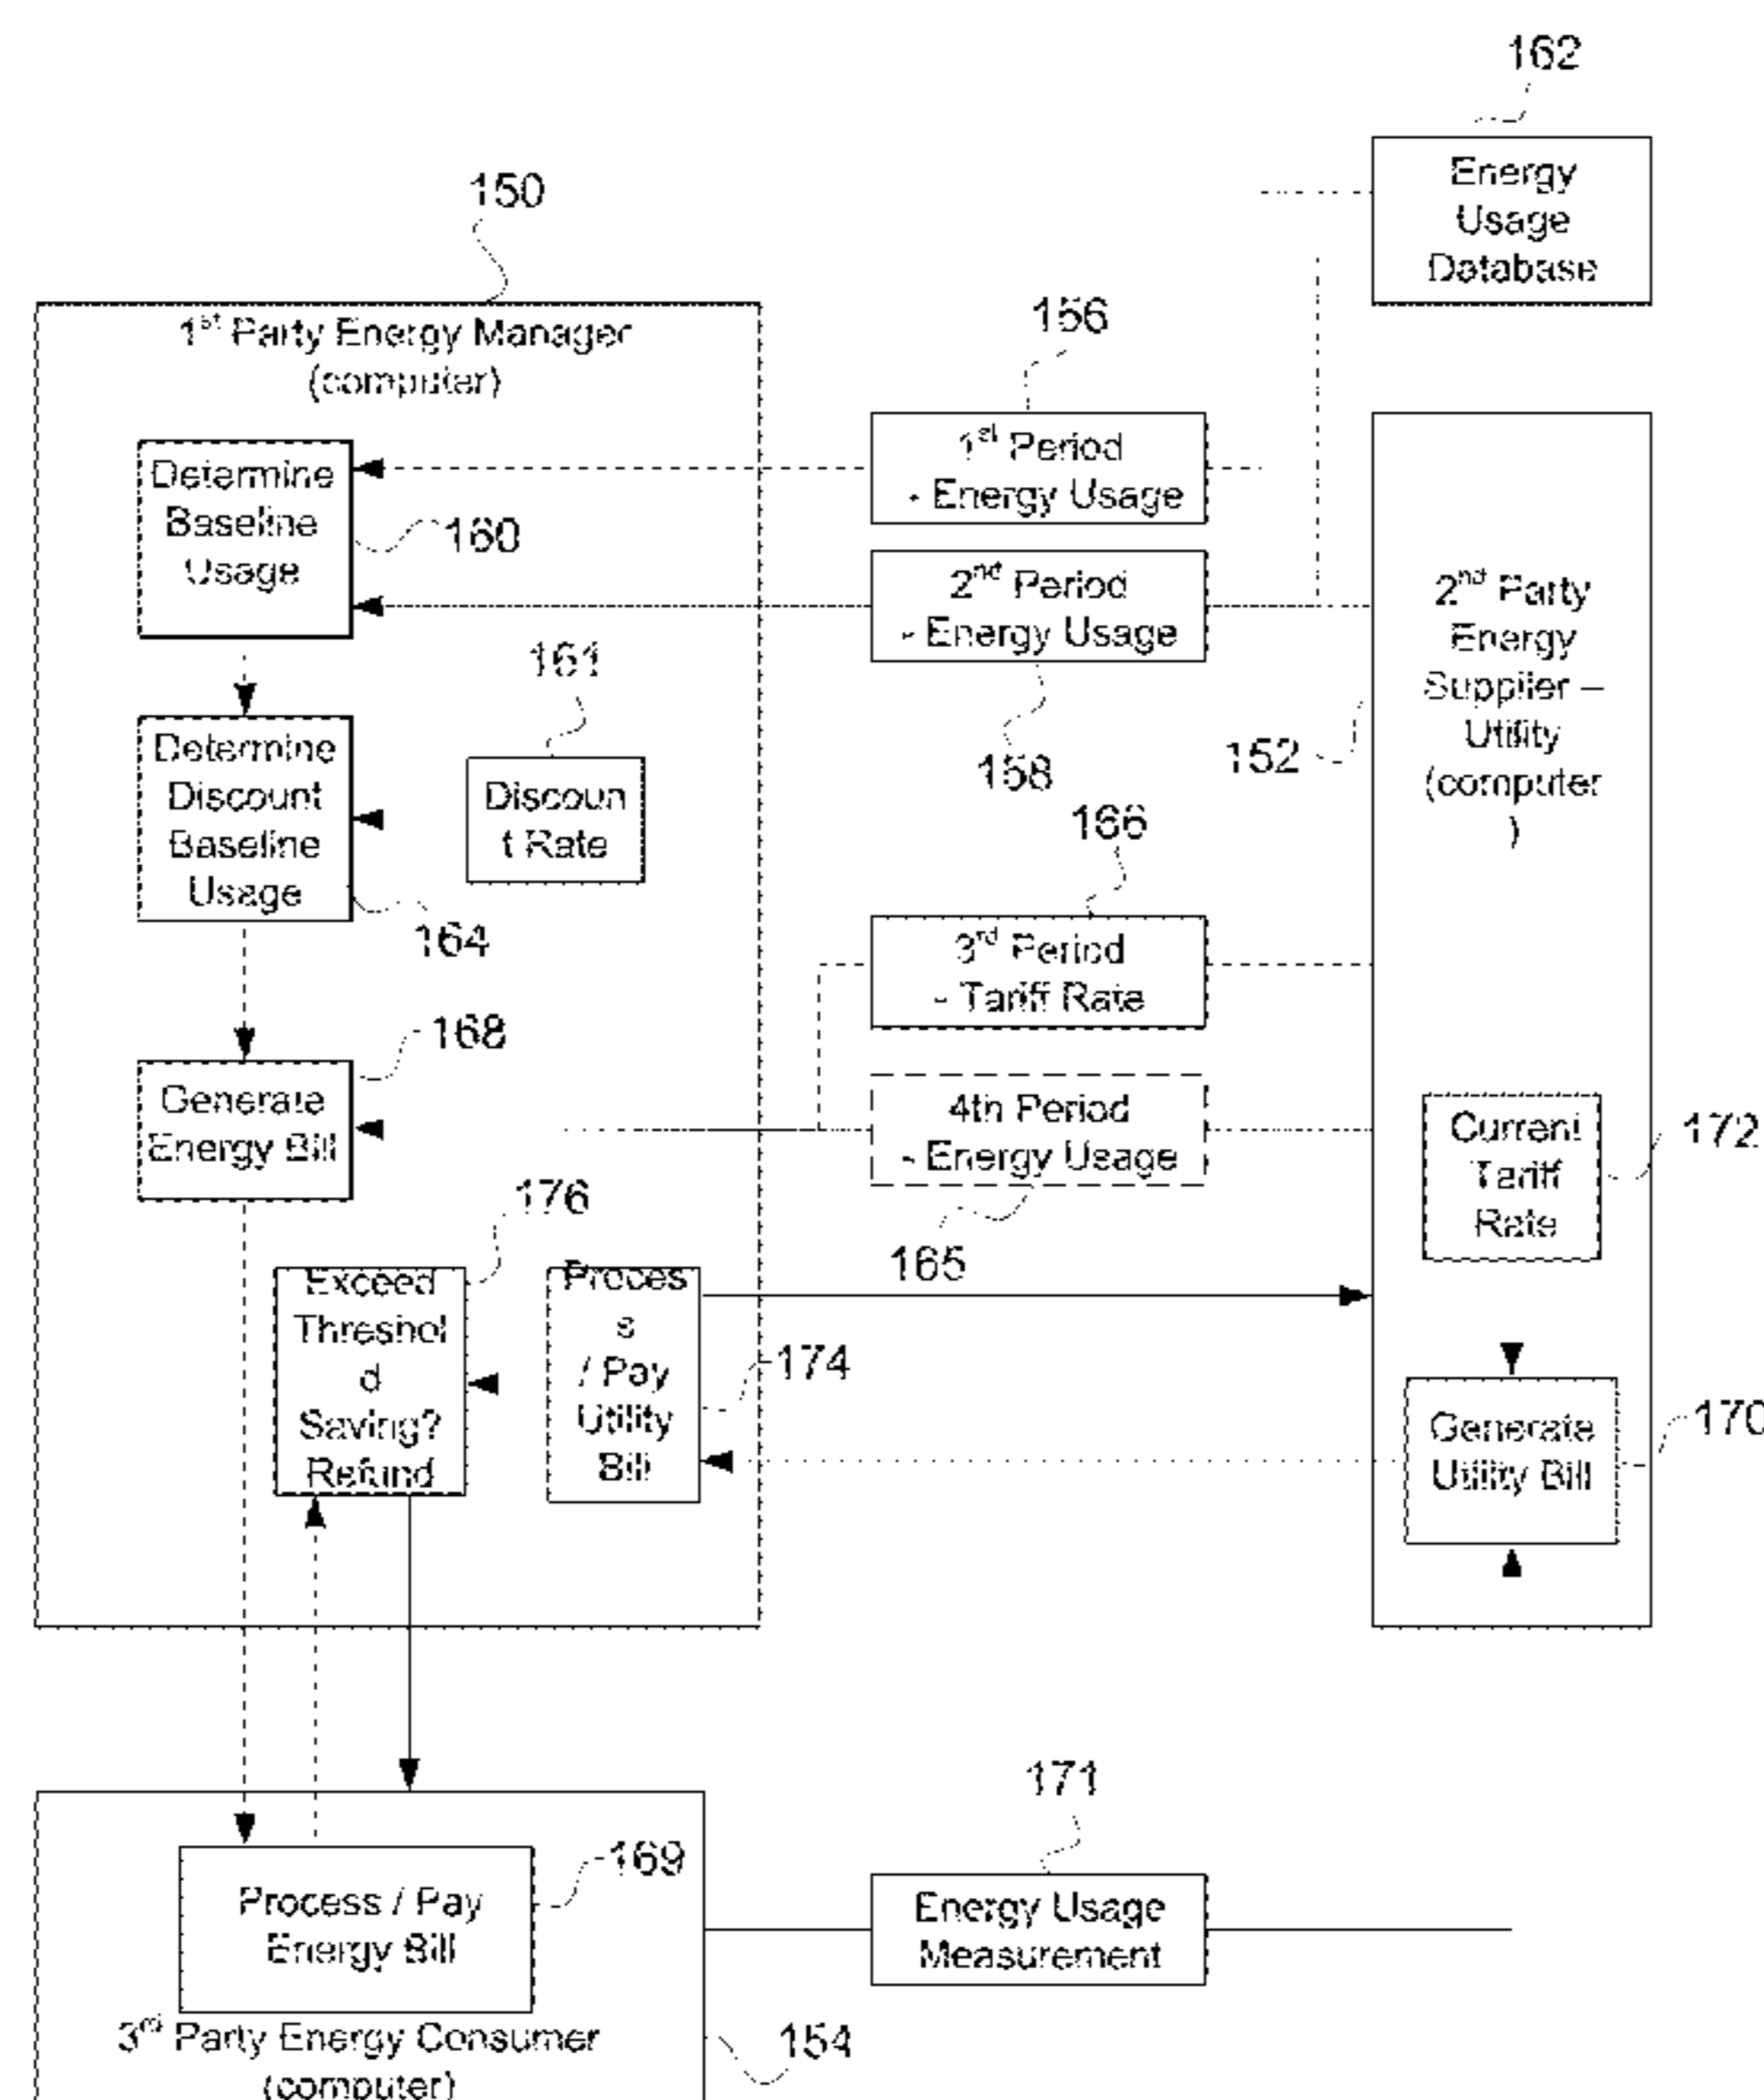 162
Energy
Usage
Database
150
1st Party Energy Manager
(computer)
156
1st Period
- Energy Usage
Determine
Baseline
Usage
160
2nd Period
- Energy Usage
158
2nd Party
Energy
Supplier –
Utility
(computer
)
152
161
Discoun
t Rate
Determine
Discount
Baseline
Usage
164
166
3rd Period
- Tariff Rate
168
Generate
Energy Bill
4th Period
- Energy Usage
165
Current
Tariff
Rate
172
176
Exceed
Threshol
d
Saving?
Refund
Proces
s
/ Pay
Utility
Bill
174
Generate
Utility Bill
170
171
Energy Usage
Measurement
169
Process / Pay
Energy Bill
3rd Party Energy Consumer
(computer)
154